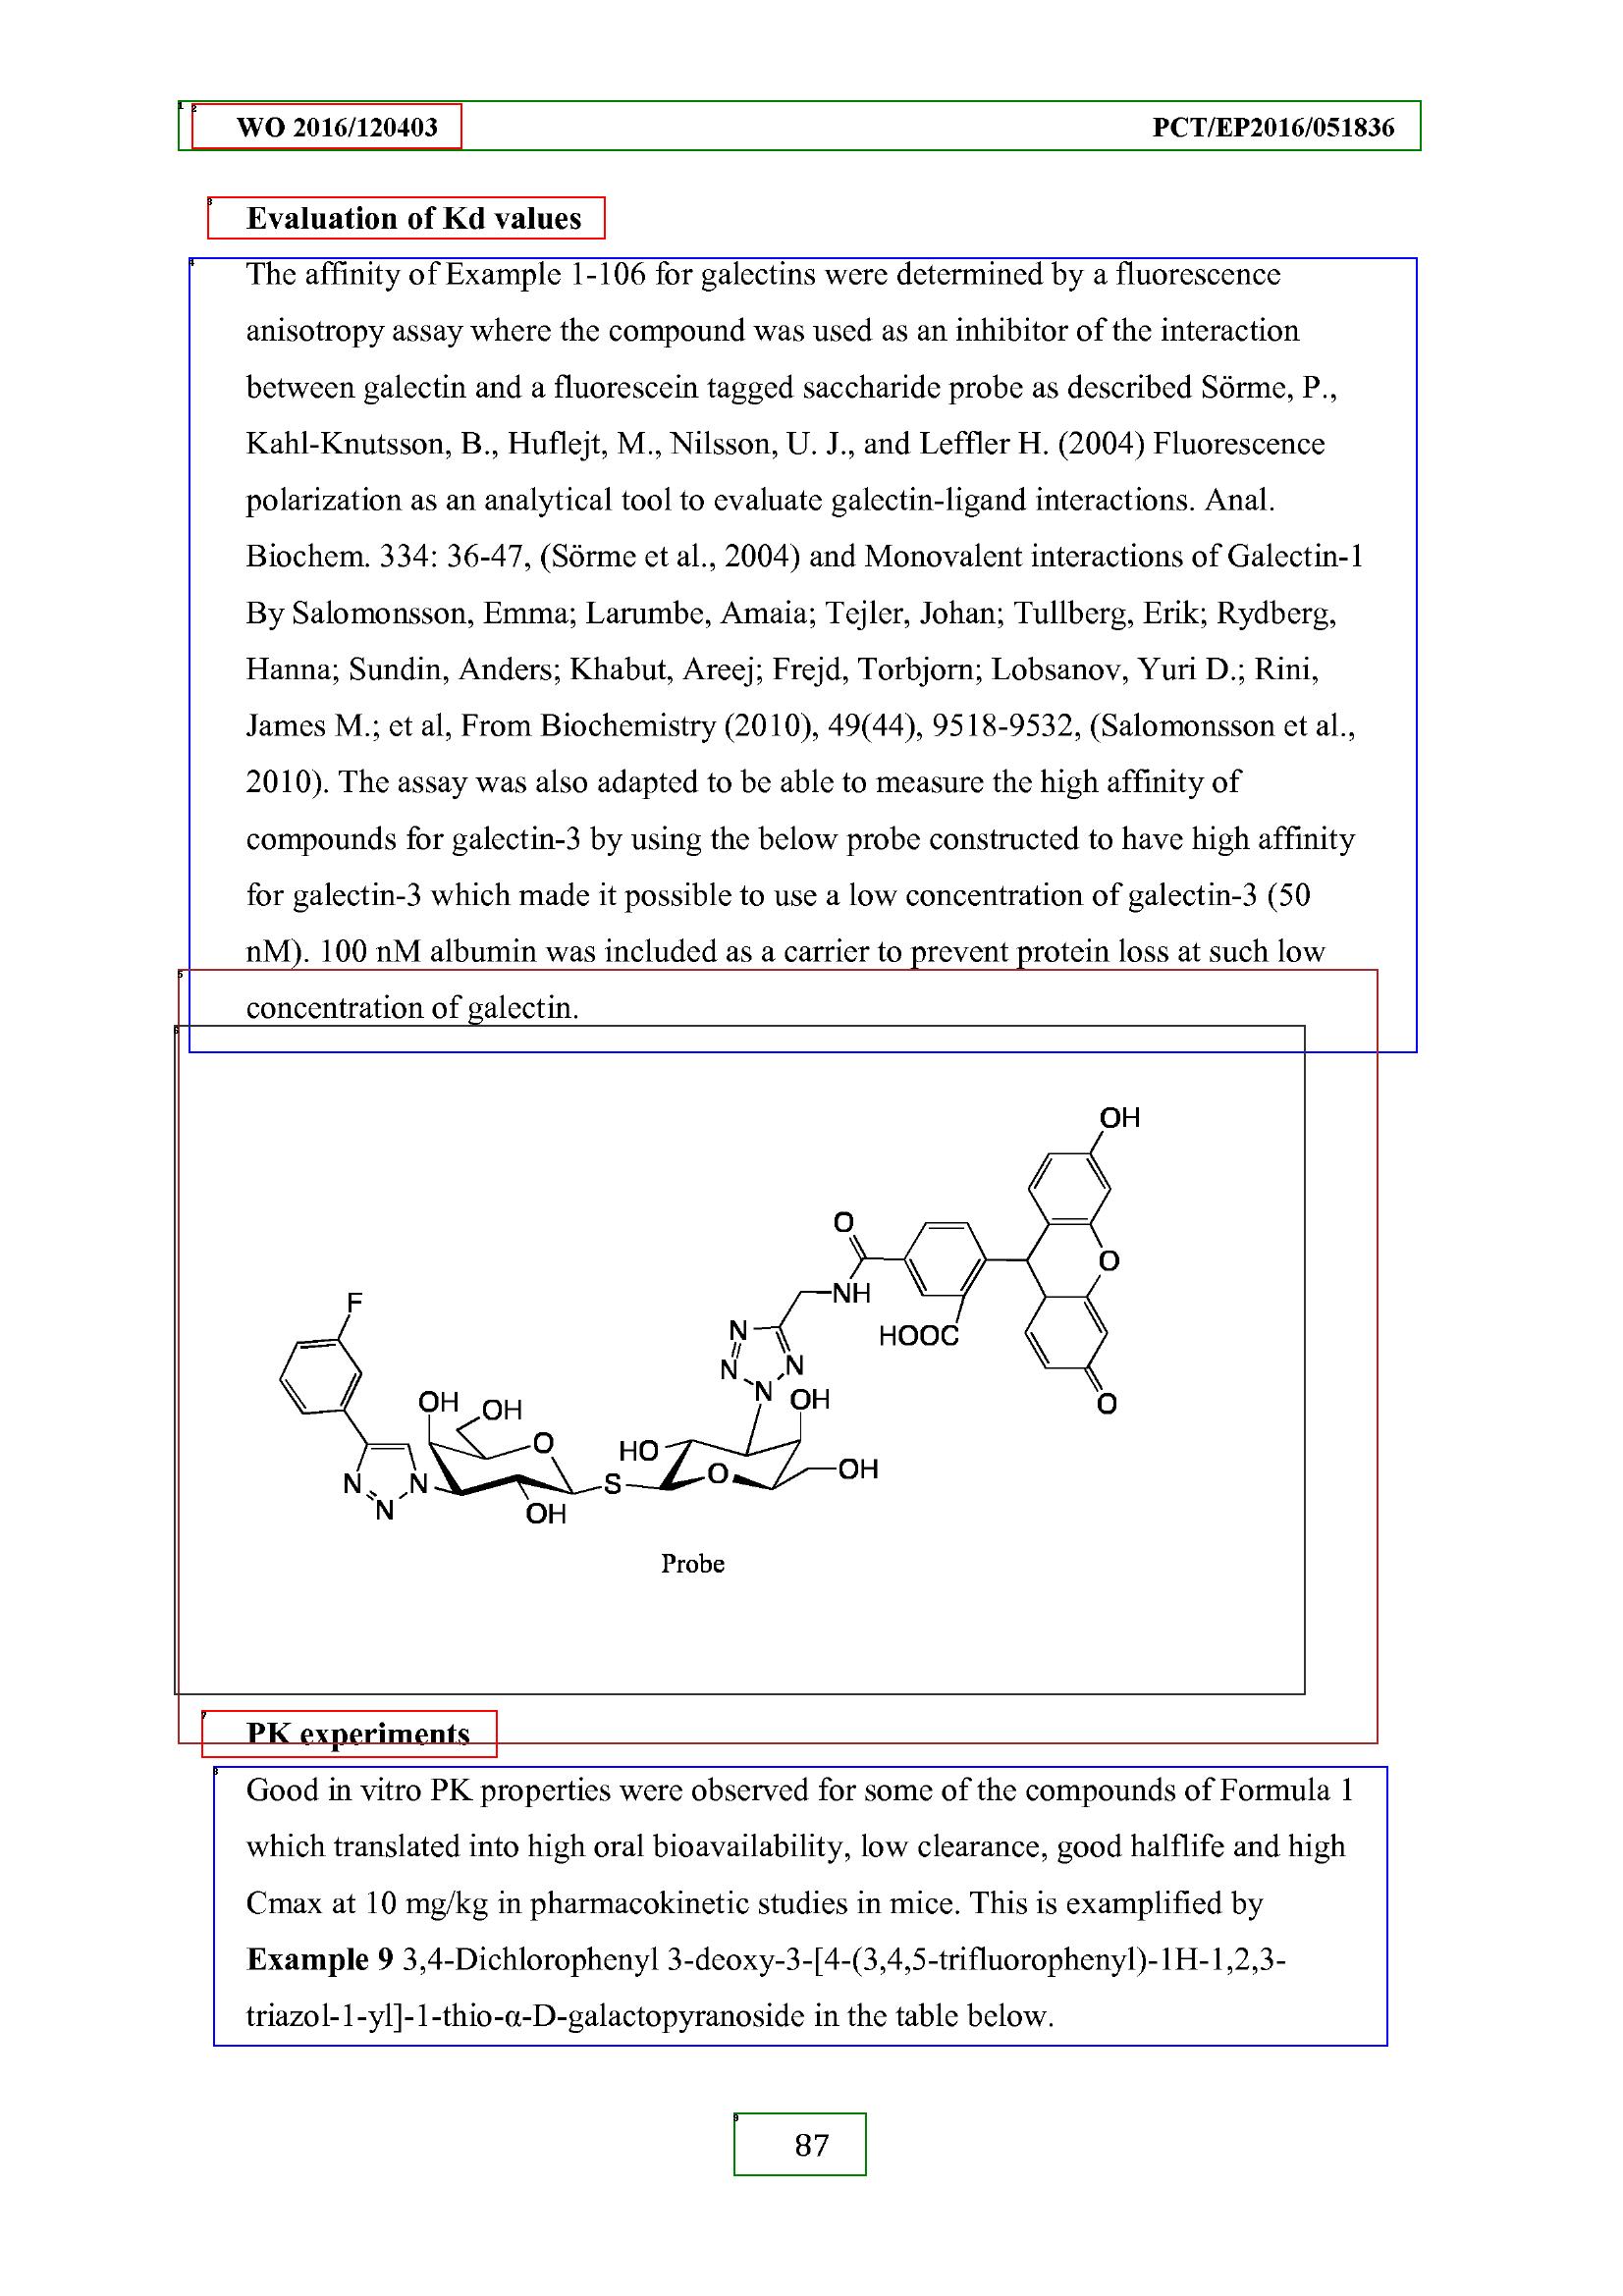 WO 2016/120403 PCT/EP2016/051836
Evaluation of Kd values
The affinity of Example 1-106 for galectins were determined by a fluorescence
anisotropy assay where the compound was used as an inhibitor of the interaction
between galectin and a fluorescein tagged saccharide probe as described Sörme, P.,
Kahl-Knutsson, B., Huflejt, M., Nilsson, U. J., and Leffler H. (2004) Fluorescence
polarization as an analytical tool to evaluate galectin-ligand interactions. Anal.
Biochem. 334: 36-47, (Sörme et al., 2004) and Monovalent interactions of Galectin-1
By Salomonsson, Emma; Larumbe, Amaia; Tejler, Johan; Tullberg, Erik; Rydberg,
Hanna; Sundin, Anders; Khabut, Areej; Frejd, Torbjorn; Lobsanov, Yuri D.; Rini,
James M.; et al, From Biochemistry (2010), 49(44), 9518-9532, (Salomonsson et al.,
2010). The assay was also adapted to be able to measure the high affinity of
compounds for galectin-3 by using the below probe constructed to have high affinity
for galectin-3 which made it possible to use a low concentration of galectin-3 (50
nM). 100 nM albumin was included as a carrier to prevent protein loss at such low
concentration of galectin.
OH
O
O
NH
F
N
HOOC
N
N
N
OH
OH
O
OH
O
HO
O
OH
N
N
S
N
OH
Probe
PK experiments
Good in vitro PK properties were observed for some of the compounds of Formula 1
which translated into high oral bioavailability, low clearance, good halflife and high
Cmax at 10 mg/kg in pharmacokinetic studies in mice. This is examplified by
Example 9 3,4-Dichlorophenyl 3-deoxy-3-[4-(3,4,5-trifluorophenyl)-1H-1,2,3-
triazol-1-yl]-1-thio-α-D-galactopyranoside in the table below.
87